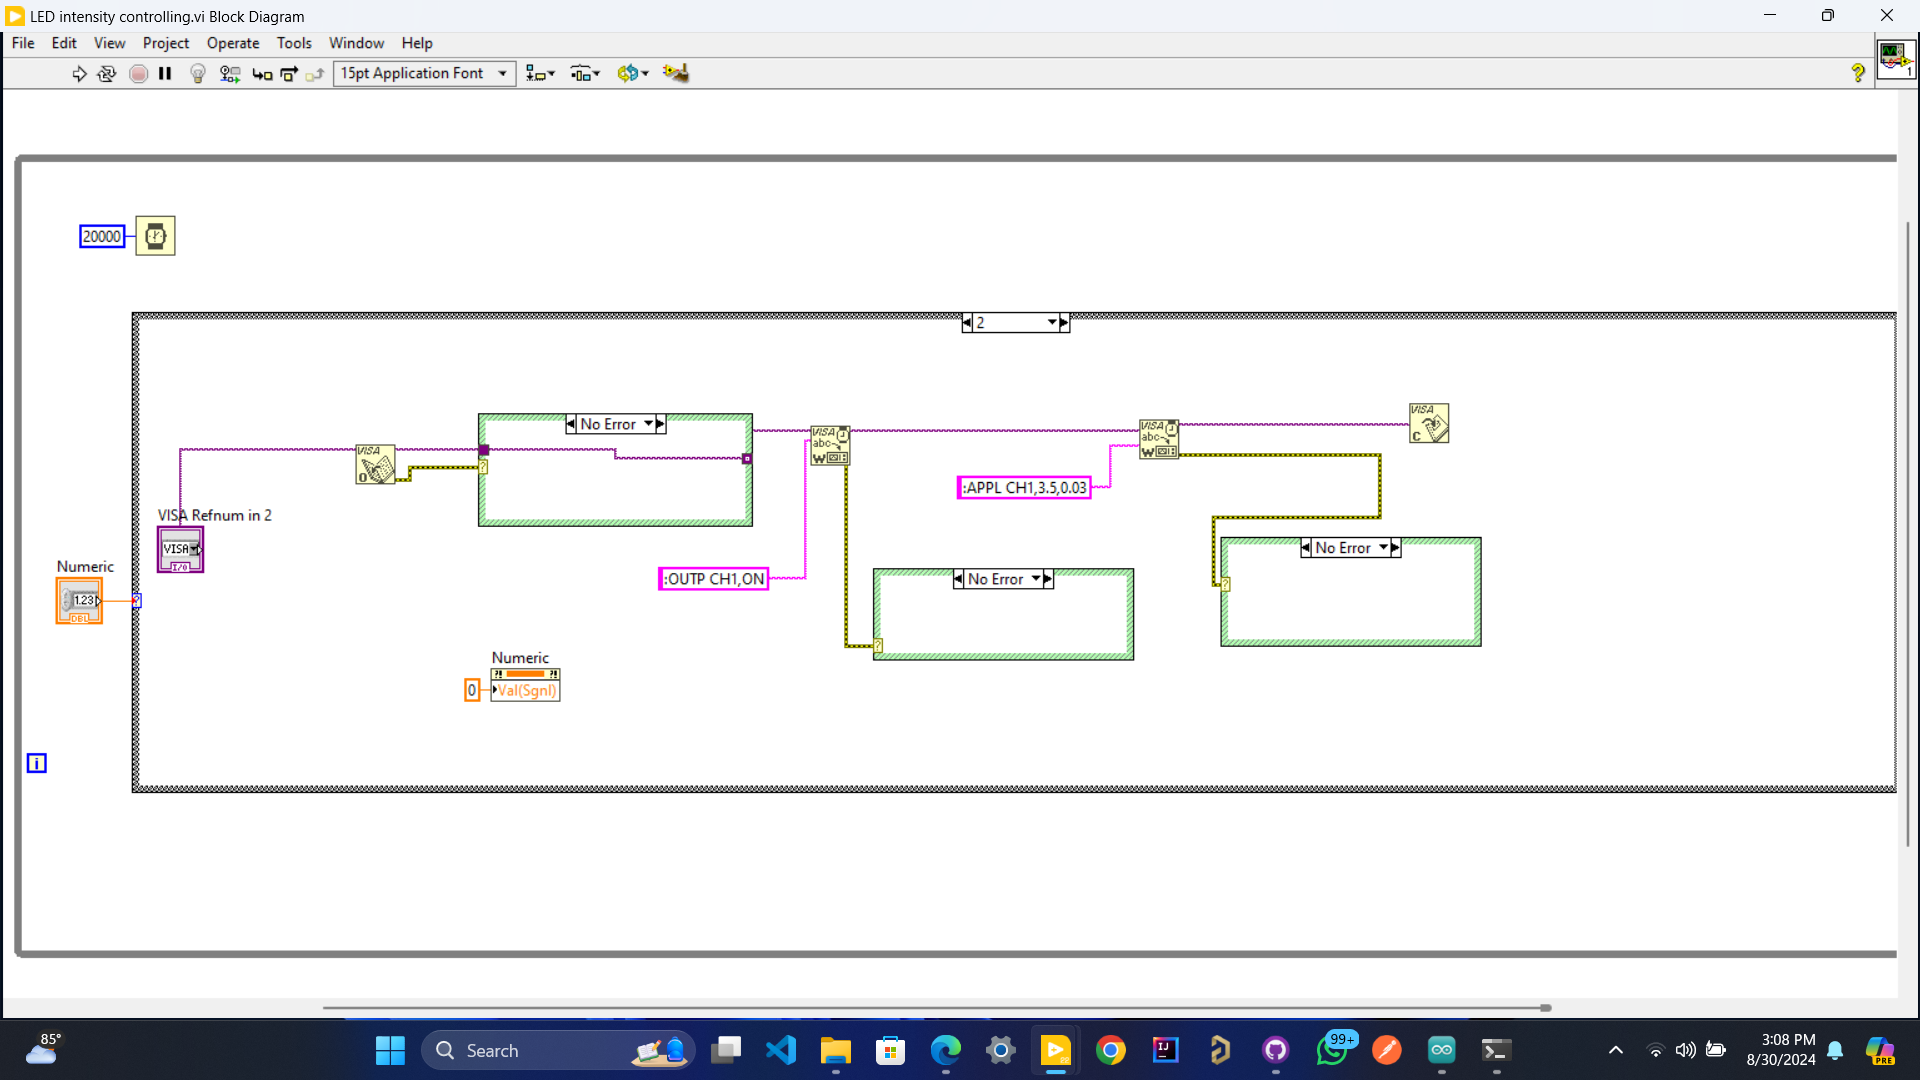 LED intensity controlling.vi Block Diagram
File Edit View Project Operate Tools Window Help
15pt Application Font
1
20000
2
No Error
VISA
O
VISA
abc
W
VISA
abc
W
VISA
C
:APPL CH1,3.5,0.03
VISA Refnum in 2
VISA
I/O
No Error
Numeric
1.23
DBL
?
:OUTP CH1,ON
No Error
Numeric
0
Val(Sgnl)
i
85°
Search
99+
3:08 PM
8/30/2024
PRE